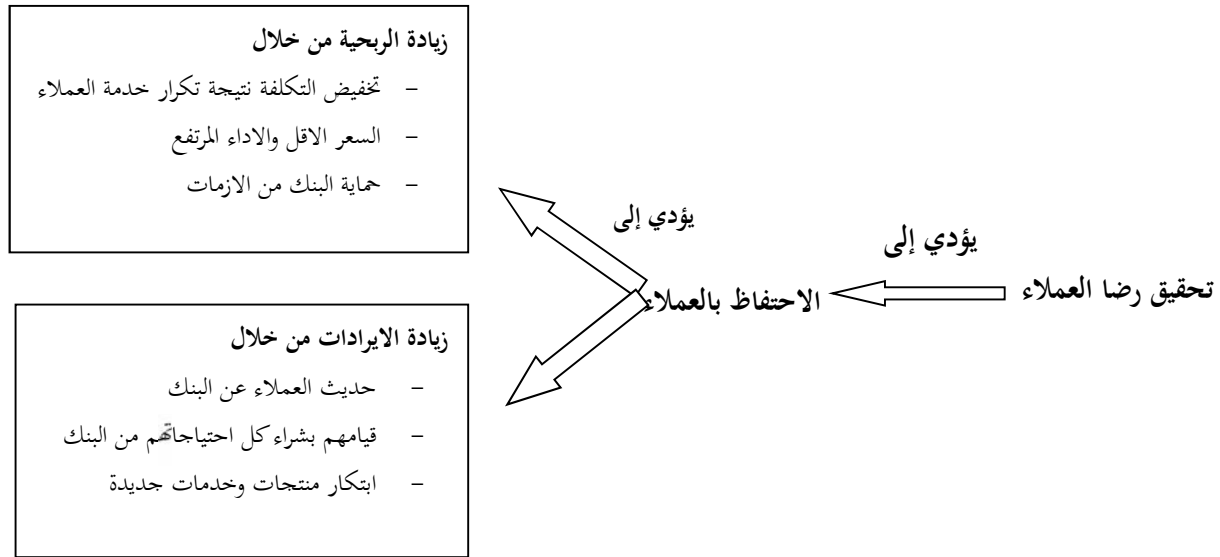 تحقيق رضا العملاء
يؤدي إلى
الاحتفاظ بالعملاء
يؤدي إلى
زيادة الربحية من خلال
– تخفيض التكلفة نتيجة تكرار خدمة العملاء
– السعر الاقل والاداء المرتفع
– حماية البنك من الازمات
زيادة الايرادات من خلال
– حديث العملاء عن البنك
– قيامهم بشراء كل احتياجاتهم من البنك
– ابتكار منتجات وخدمات جديدة